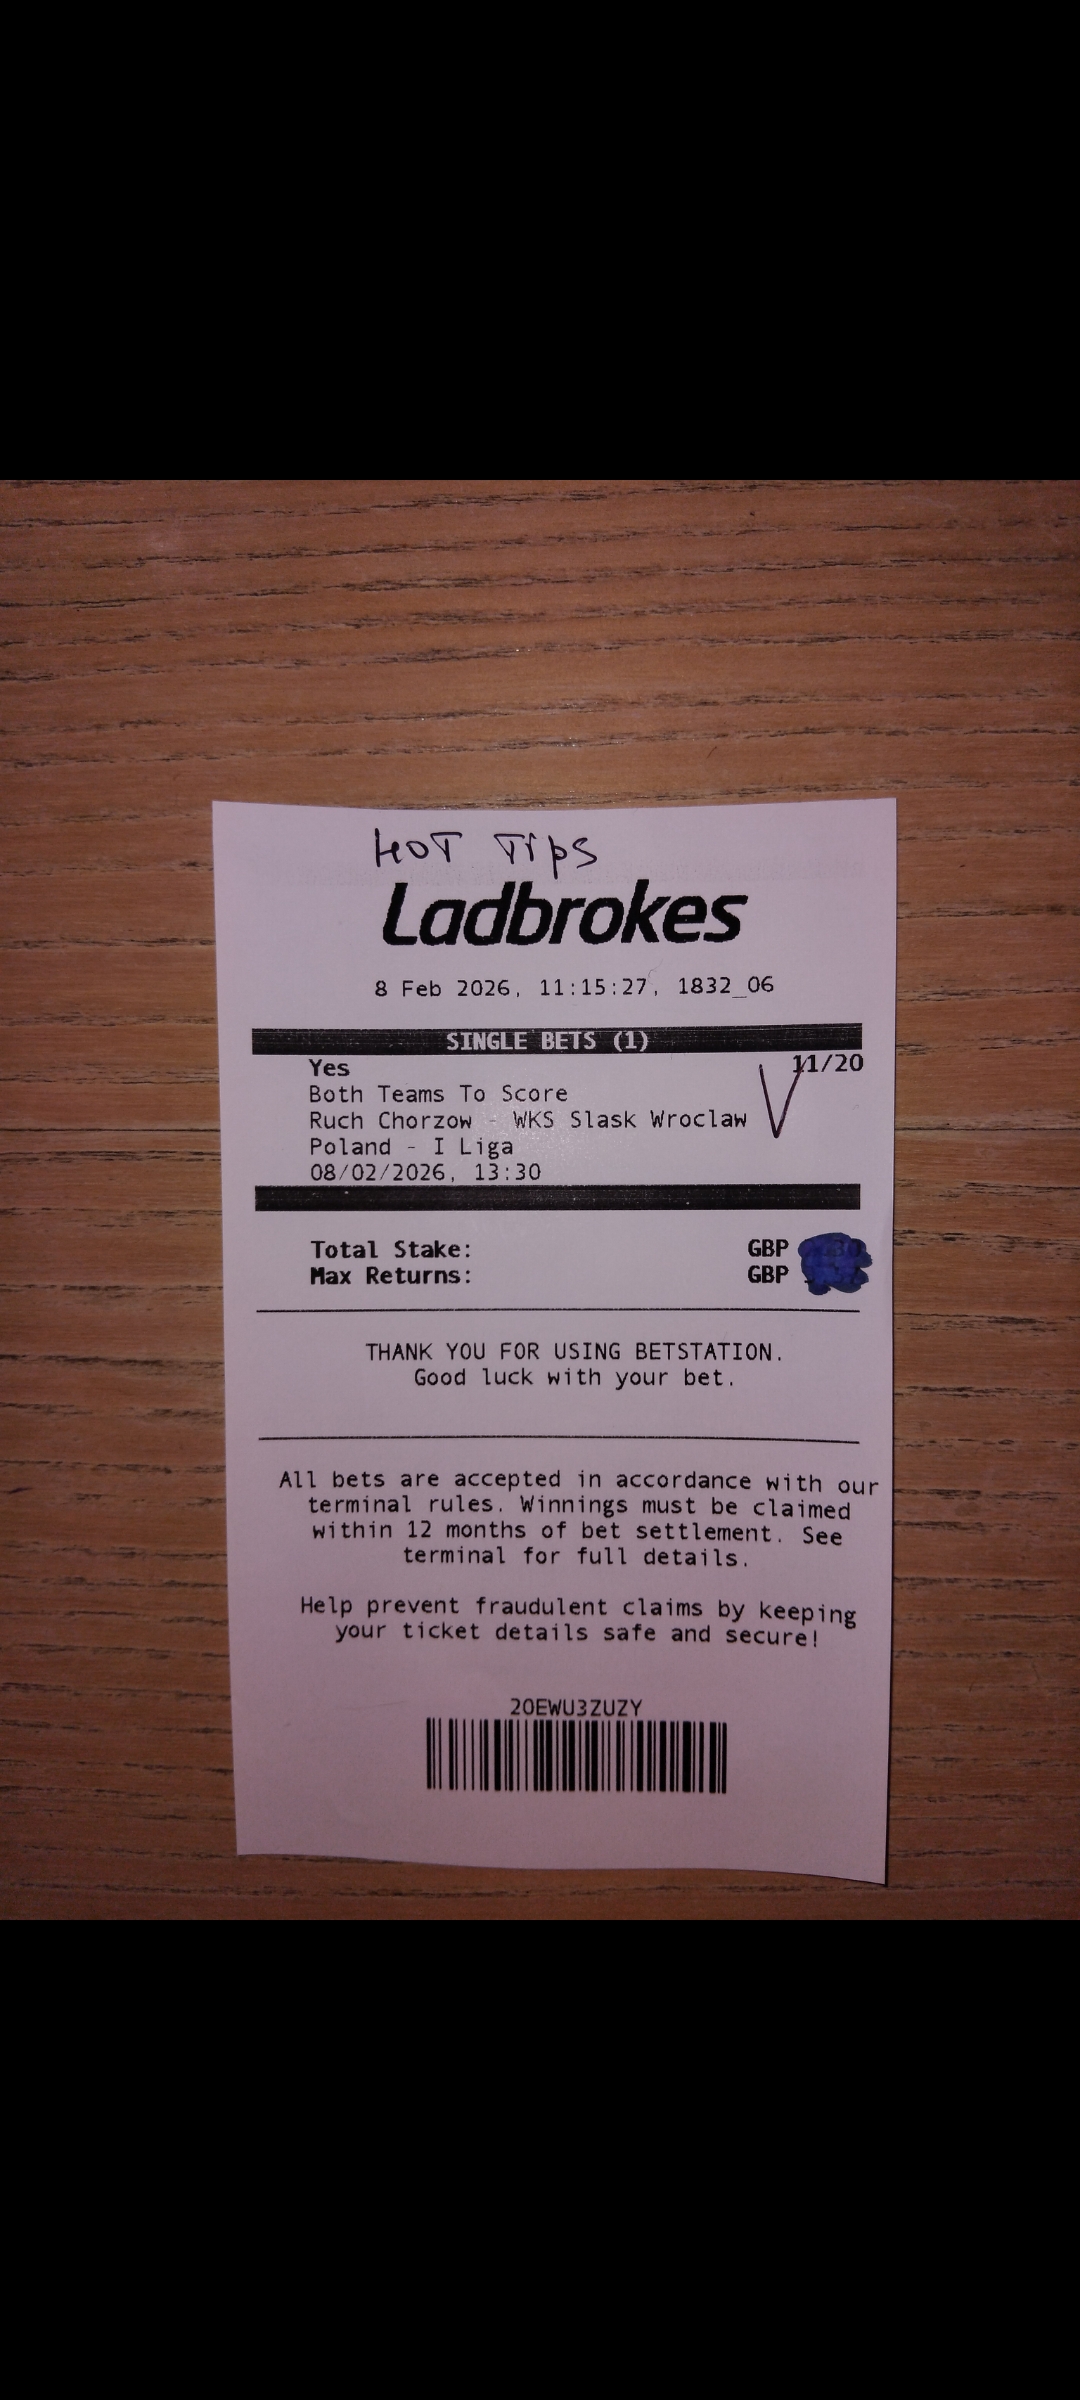 HOT TIPS
Ladbrokes
8 Feb 2026, 11:15:27, 1832_06
SINGLE BETS (1)
Yes 11/20
Both Teams To Score
Ruch Chorzow - WKS Slask Wroclaw
Poland - I Liga
08/02/2026, 13:30
Total Stake: GBP
Max Returns: GBP
THANK YOU FOR USING BETSTATION.
Good luck with your bet.
All bets are accepted in accordance with our
terminal rules. Winnings must be claimed
within 12 months of bet settlement. See
terminal for full details.
Help prevent fraudulent claims by keeping
your ticket details safe and secure!
20EWU3ZUZY